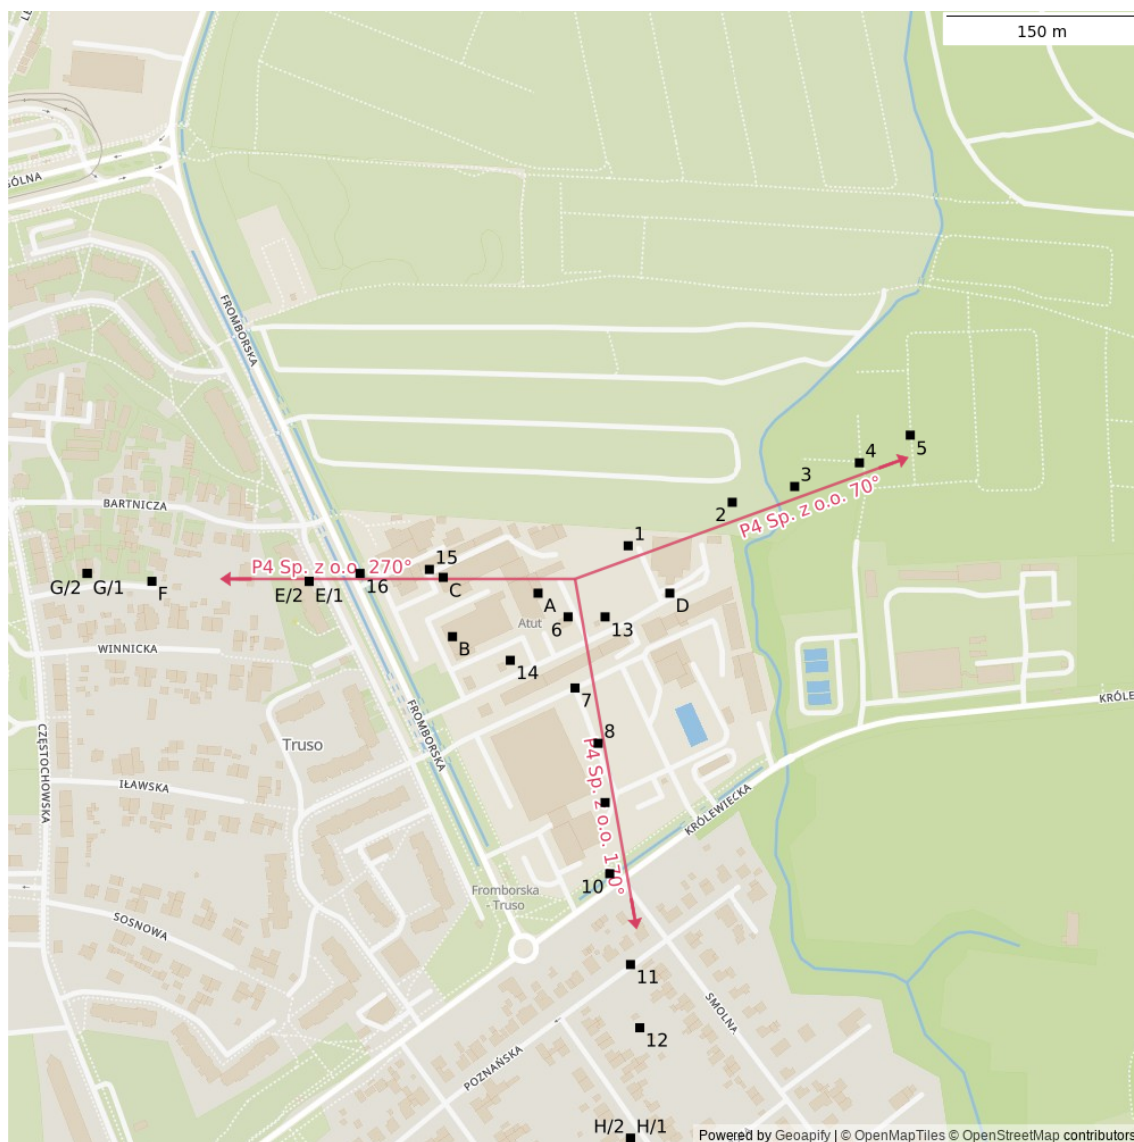 LE
150 m
GÓLNA
FROMBORSKA
5
4
3
P4 Sp. z o.o. 70°
2
BARTNICZA
1
15
P4 Sp. z o.o. 270°
G/2 G/1
F
E/2 E/1
16
C
A
D
Atut
6
13
B
WINNICKA
14
7
KRÓLE
FROMBORSKA
CZĘSTOCHOWSKA
Truso
8
P4 Sp. z o.o. 170°
IŁAWSKA
KRÓLEWIECKA
10
Fromborska
- Truso
SOSNOWA
11
SMOLNA
12
POZNAŃSKA
H/2 H/1
Powered by Geoapify | © OpenMapTiles © OpenStreetMap contributors